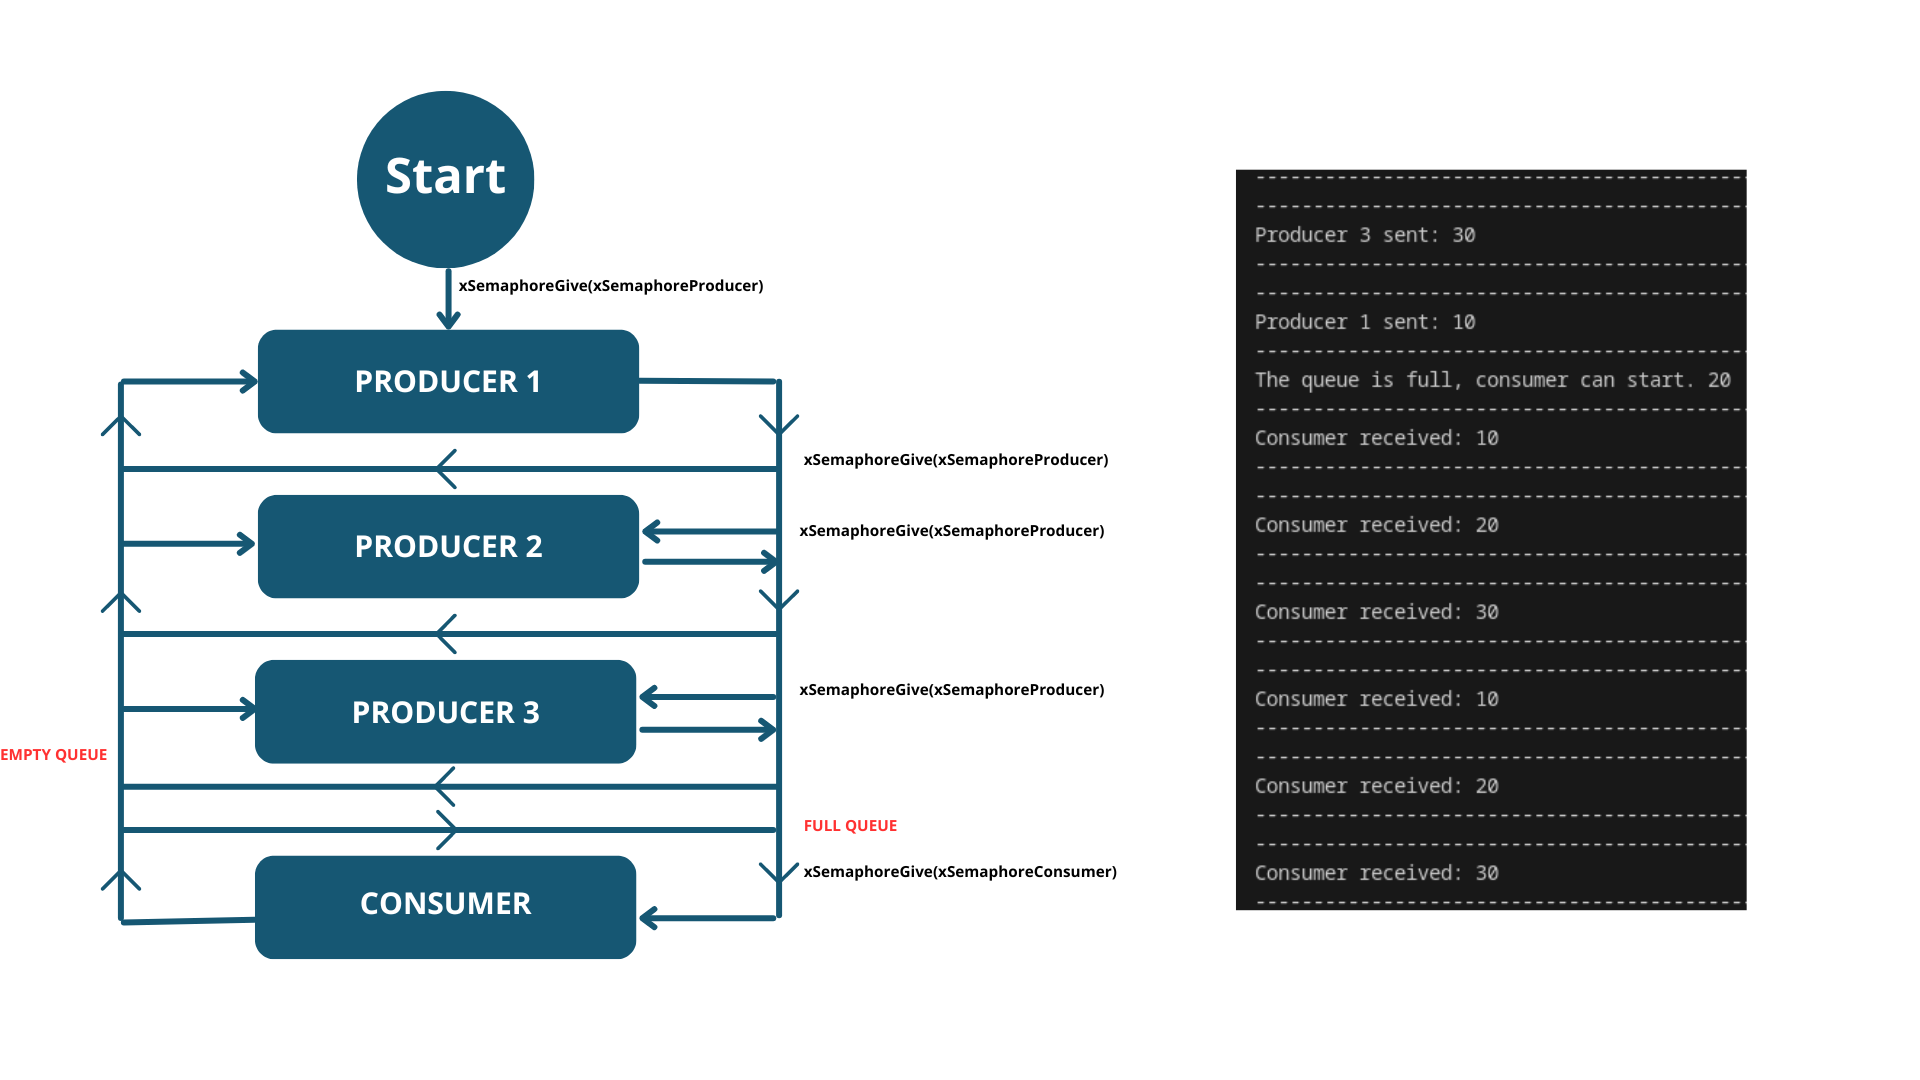 Start
xSemaphoreGive(xSemaphoreProducer)
PRODUCER 1
xSemaphoreGive(xSemaphoreProducer)
PRODUCER 2
xSemaphoreGive(xSemaphoreProducer)
PRODUCER 3
xSemaphoreGive(xSemaphoreProducer)
EMPTY QUEUE
FULL QUEUE
xSemaphoreGive(xSemaphoreConsumer)
CONSUMER
------------------------------------------
------------------------------------------
Producer 3 sent: 30
------------------------------------------
------------------------------------------
Producer 1 sent: 10
------------------------------------------
The queue is full, consumer can start. 20
------------------------------------------
Consumer received: 10
------------------------------------------
------------------------------------------
Consumer received: 20
------------------------------------------
------------------------------------------
Consumer received: 30
------------------------------------------
------------------------------------------
Consumer received: 10
------------------------------------------
------------------------------------------
Consumer received: 20
------------------------------------------
------------------------------------------
Consumer received: 30
------------------------------------------